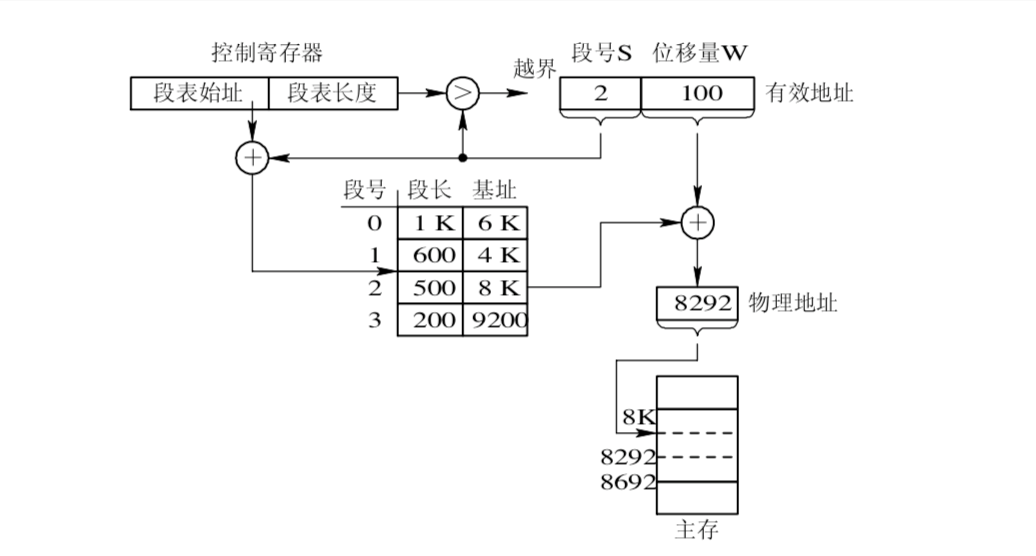 控制寄存器
段表始址 段表长度
>
越界
段号S 位移量W
2 100
有效地址
+
段号 段长 基址
0 1 K 6 K
1 600 4 K
2 500 8 K
3 200 9200
+
8292 物理地址
8K
8292
8692
主存